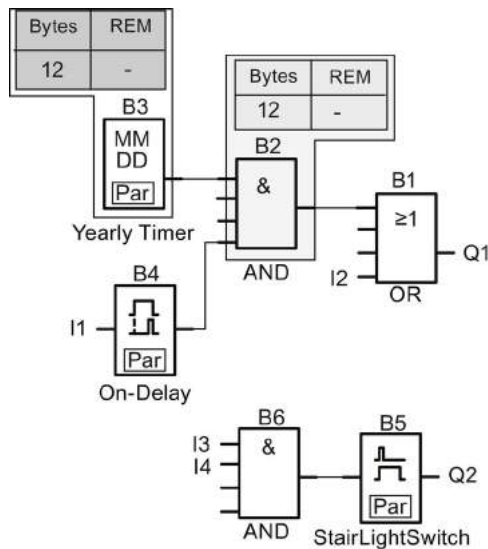 Bytes REM
12 -
B3
MM
DD
Par
Yearly Timer
Bytes REM
12 -
B2
&
AND
B1
≥1
I2
Q1
OR
B4
I1
Par
On-Delay
B6
I3
&
I4
AND
B5
Q2
Par
StairLightSwitch